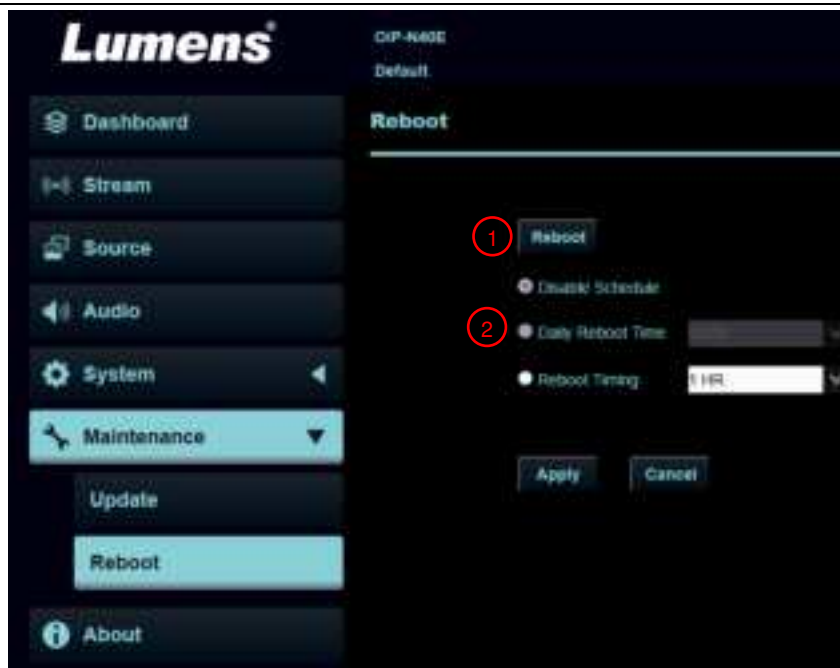 Lumens
OIP-N40E
Default
Dashboard
Reboot
Stream
Source
1 Reboot
Disable Schedule
Audio
2 Daily Reboot Time
System
Reboot Timing 1 HR.
Maintenance
Apply Cancel
Update
Reboot
About